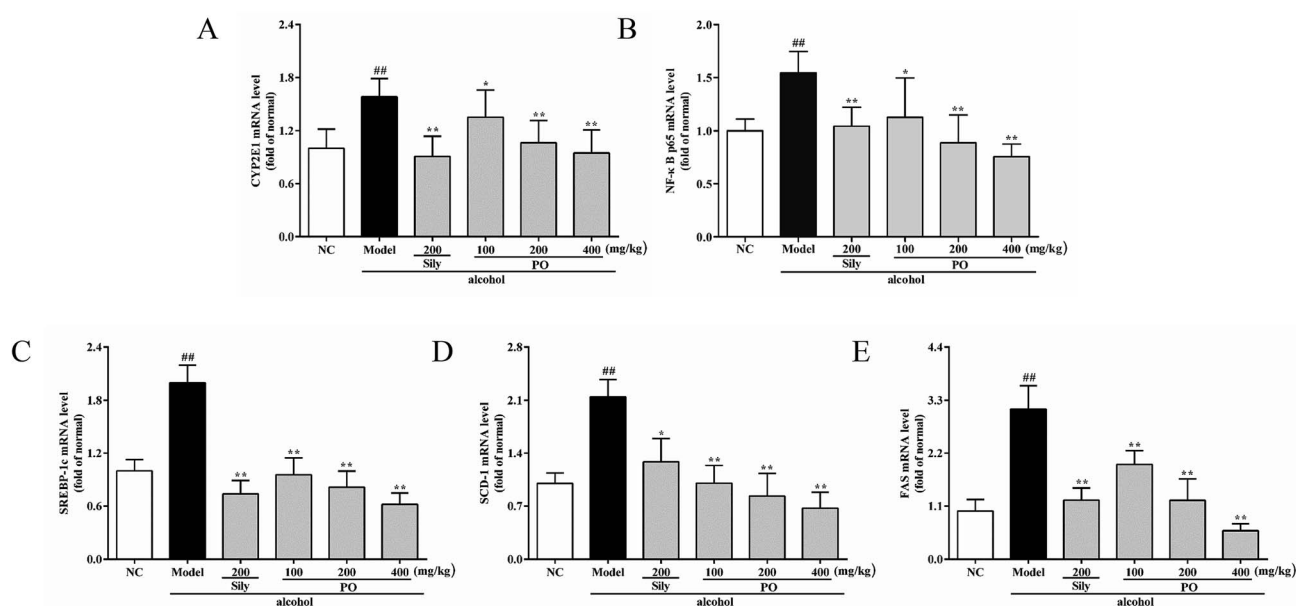 A
CYP2E1 mRNA level
(fold of normal)
2.4
1.8
1.2
0.6
0.0
##
**
*
**
**
NC Model 200 100 200 400 (mg/kg)
Sily PO
alcohol
B
NF-κ B p65 mRNA level
(fold of normal)
2.0
1.5
1.0
0.5
0.0
##
**
*
**
**
NC Model 200 100 200 400 (mg/kg)
Sily PO
alcohol
C
SREBP-1c mRNA level
(fold of normal)
2.4
1.8
1.2
0.6
0.0
##
**
**
**
**
NC Model 200 100 200 400 (mg/kg)
Sily PO
alcohol
D
SCD-1 mRNA level
(fold of normal)
2.8
2.1
1.4
0.7
0.0
##
*
**
**
**
NC Model 200 100 200 400 (mg/kg)
Sily PO
alcohol
E
FAS mRNA level
(fold of normal)
4.4
3.3
2.2
1.1
0.0
##
**
**
**
**
NC Model 200 100 200 400 (mg/kg)
Sily PO
alcohol